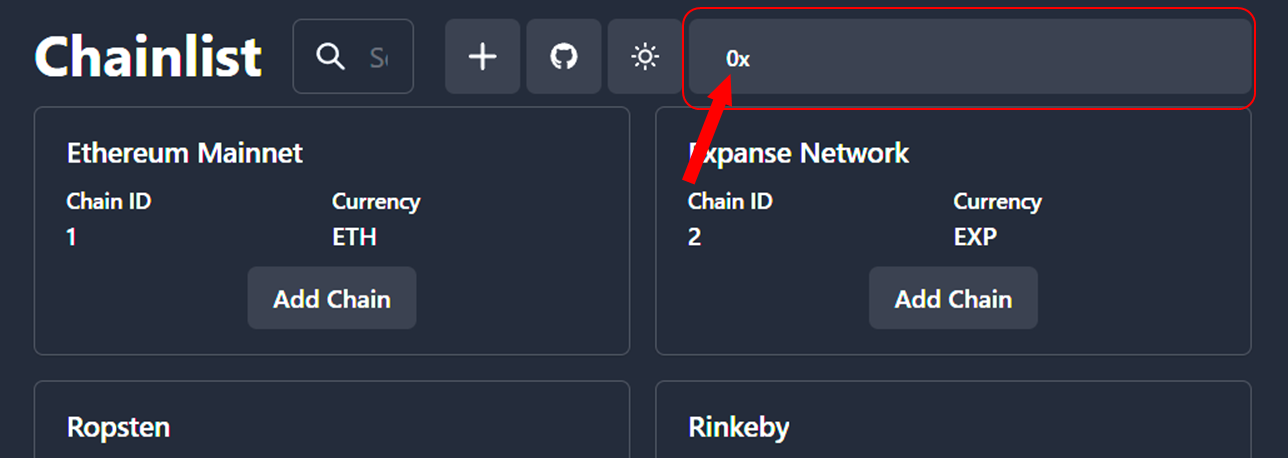 Chainlist
0x
Ethereum Mainnet
Expanse Network
Chain ID Currency
Chain ID Currency
1 ETH
2 EXP
Add Chain
Add Chain
Ropsten
Rinkeby